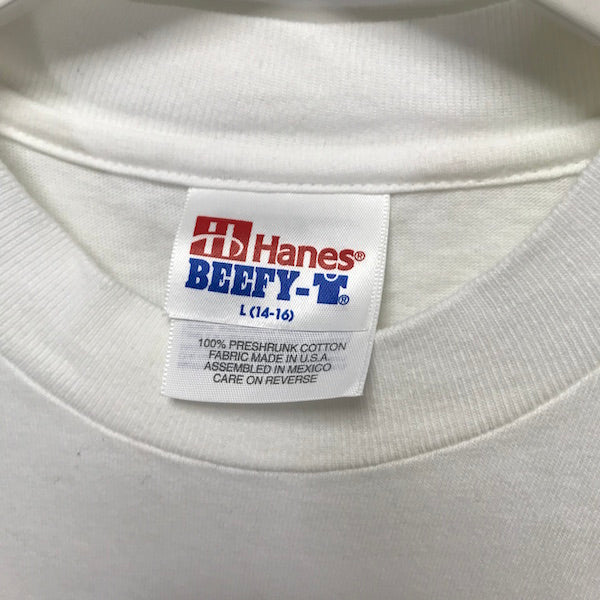 Hanes®
BEEFY-T®
L (14-16)
100% PRESHRUNK COTTON
FABRIC MADE IN U.S.A.
ASSEMBLED IN MEXICO
CARE ON REVERSE